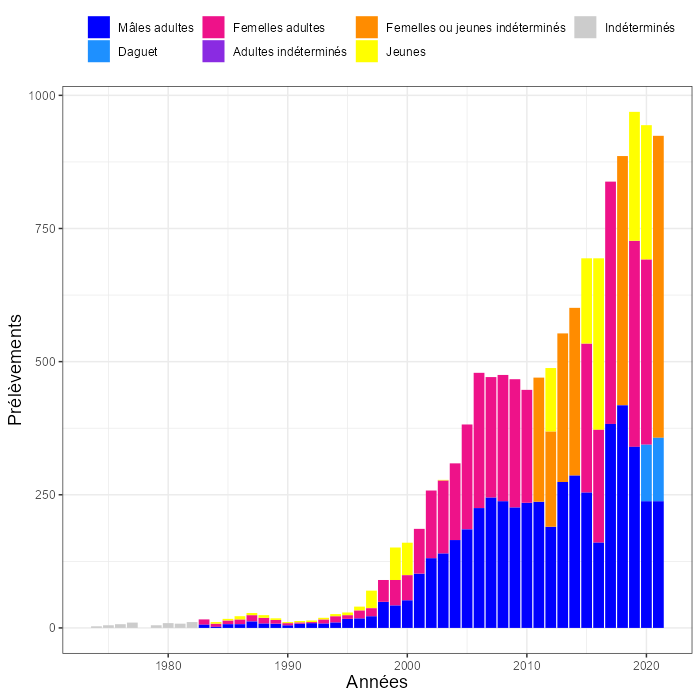 Mâles adultes Femelles adultes Femelles ou jeunes indéterminés Indéterminés
Daguet Adultes indéterminés Jeunes
1000
750
500
250
0
Prélèvements
1980 1990 2000 2010 2020
Années